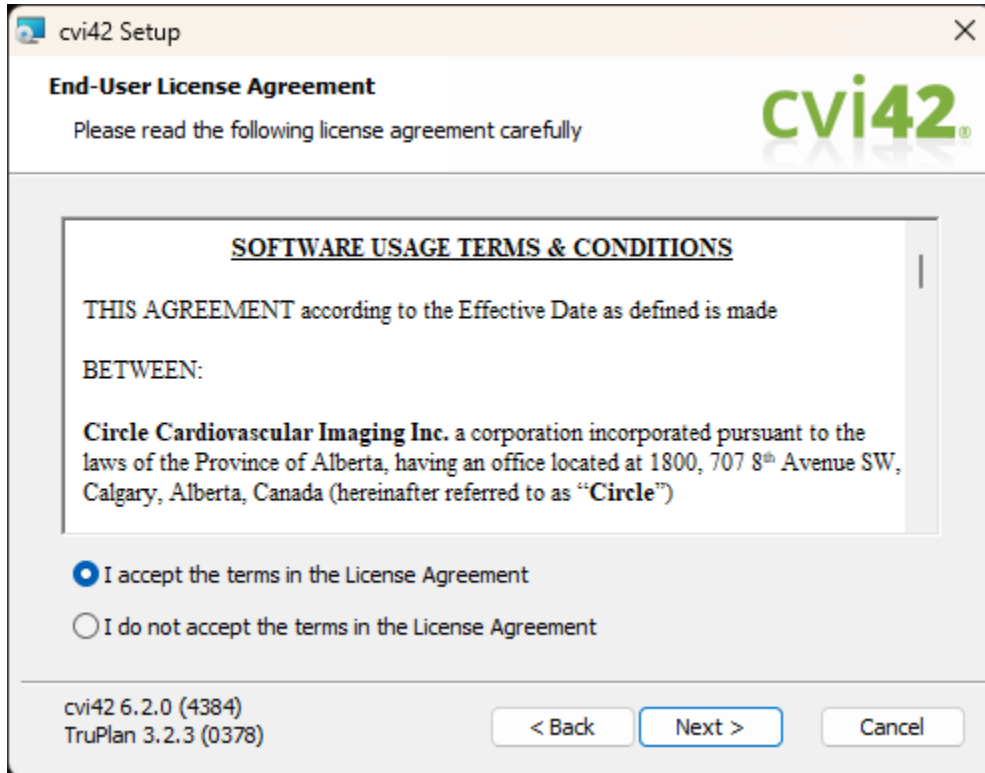 cvi42 Setup
End-User License Agreement
Please read the following license agreement carefully
cvi42®
SOFTWARE USAGE TERMS & CONDITIONS
THIS AGREEMENT according to the Effective Date as defined is made
BETWEEN:
Circle Cardiovascular Imaging Inc. a corporation incorporated pursuant to the
laws of the Province of Alberta, having an office located at 1800, 707 8th Avenue SW,
Calgary, Alberta, Canada (hereinafter referred to as “Circle”)
I accept the terms in the License Agreement
I do not accept the terms in the License Agreement
cvi42 6.2.0 (4384)
TruPlan 3.2.3 (0378)
< Back
Next >
Cancel